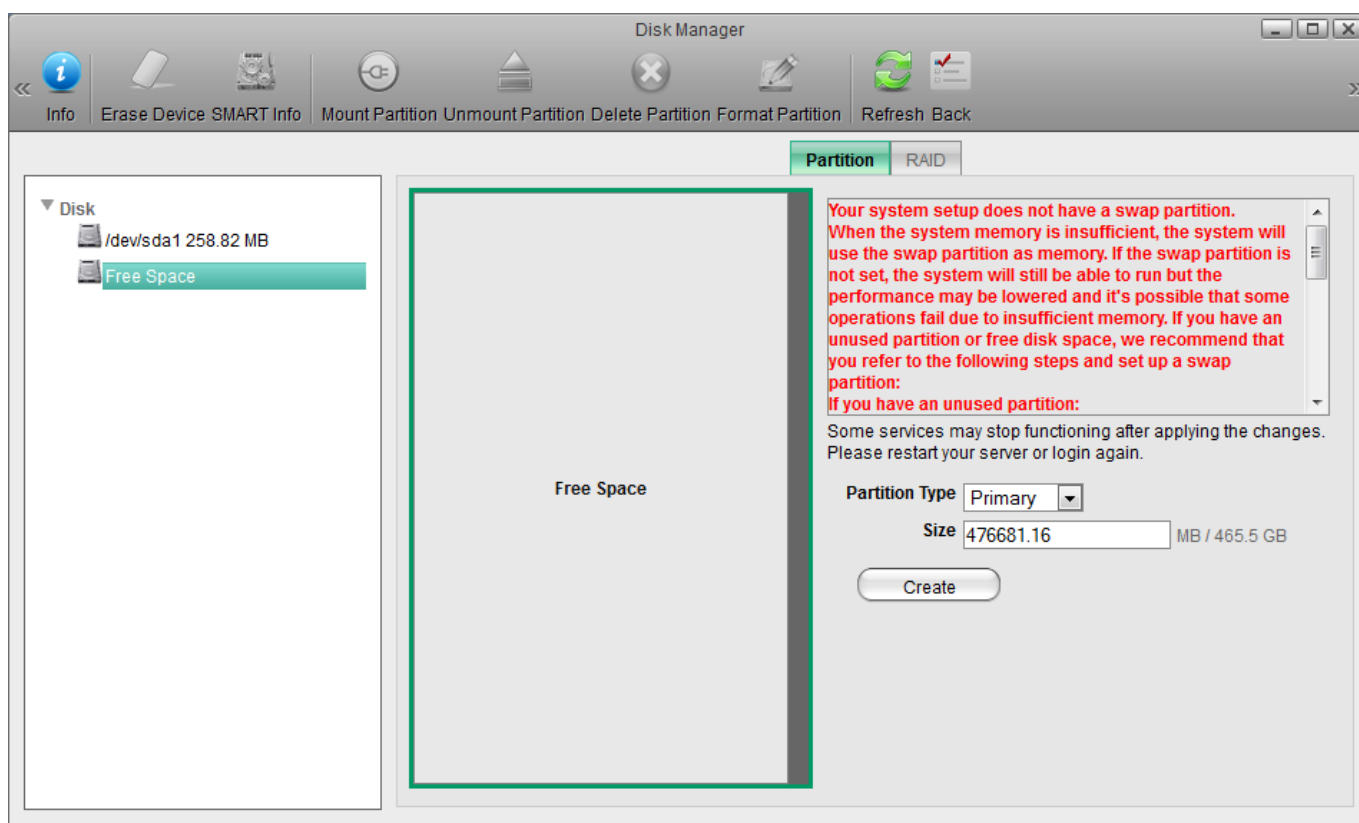 Disk Manager
Info Erase Device SMART Info Mount Partition Unmount Partition Delete Partition Format Partition Refresh Back
Partition RAID
Disk
/dev/sda1 258.82 MB
Free Space
Free Space
Your system setup does not have a swap partition.
When the system memory is insufficient, the system will
use the swap partition as memory. If the swap partition is
not set, the system will still be able to run but the
performance may be lowered and it's possible that some
operations fail due to insufficient memory. If you have an
unused partition or free disk space, we recommend that
you refer to the following steps and set up a swap
partition:
If you have an unused partition:
Some services may stop functioning after applying the changes.
Please restart your server or login again.
Partition Type Primary
Size 476681.16 MB / 465.5 GB
Create